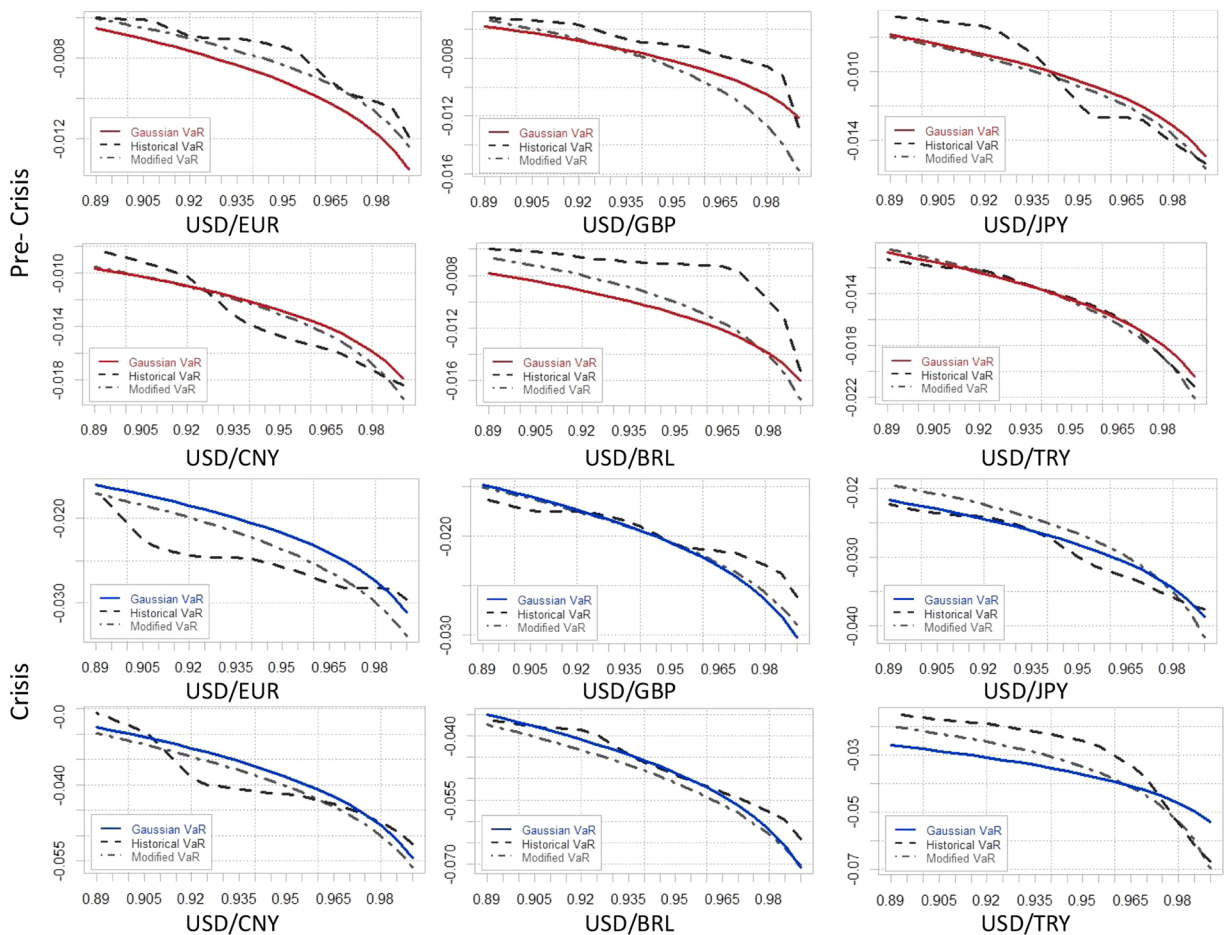 Pre- Crisis
-0.008
-0.012
Gaussian VaR
Historical VaR
Modified VaR
0.89 0.905 0.92 0.935 0.95 0.965 0.98
USD/EUR
-0.008
-0.012
-0.016
Gaussian VaR
Historical VaR
Modified VaR
0.89 0.905 0.92 0.935 0.95 0.965 0.98
USD/GBP
-0.010
-0.014
Gaussian VaR
Historical VaR
Modified VaR
0.89 0.905 0.92 0.935 0.95 0.965 0.98
USD/JPY
-0.010
-0.014
-0.018
Gaussian VaR
Historical VaR
Modified VaR
0.89 0.905 0.92 0.935 0.95 0.965 0.98
USD/CNY
-0.008
-0.012
-0.016
Gaussian VaR
Historical VaR
Modified VaR
0.89 0.905 0.92 0.935 0.95 0.965 0.98
USD/BRL
-0.014
-0.018
-0.022
Gaussian VaR
Historical VaR
Modified VaR
0.89 0.905 0.92 0.935 0.95 0.965 0.98
USD/TRY
Crisis
-0.020
-0.030
Gaussian VaR
Historical VaR
Modified VaR
0.89 0.905 0.92 0.935 0.95 0.965 0.98
USD/EUR
-0.020
-0.030
Gaussian VaR
Historical VaR
Modified VaR
0.89 0.905 0.92 0.935 0.95 0.965 0.98
USD/GBP
-0.02
-0.030
-0.040
Gaussian VaR
Historical VaR
Modified VaR
0.89 0.905 0.92 0.935 0.95 0.965 0.98
USD/JPY
-0.0
-0.040
-0.055
Gaussian VaR
Historical VaR
Modified VaR
0.89 0.905 0.92 0.935 0.95 0.965 0.98
USD/CNY
-0.040
-0.055
-0.070
Gaussian VaR
Historical VaR
Modified VaR
0.89 0.905 0.92 0.935 0.95 0.965 0.98
USD/BRL
-0.03
-0.05
-0.07
Gaussian VaR
Historical VaR
Modified VaR
0.89 0.905 0.92 0.935 0.95 0.965 0.98
USD/TRY